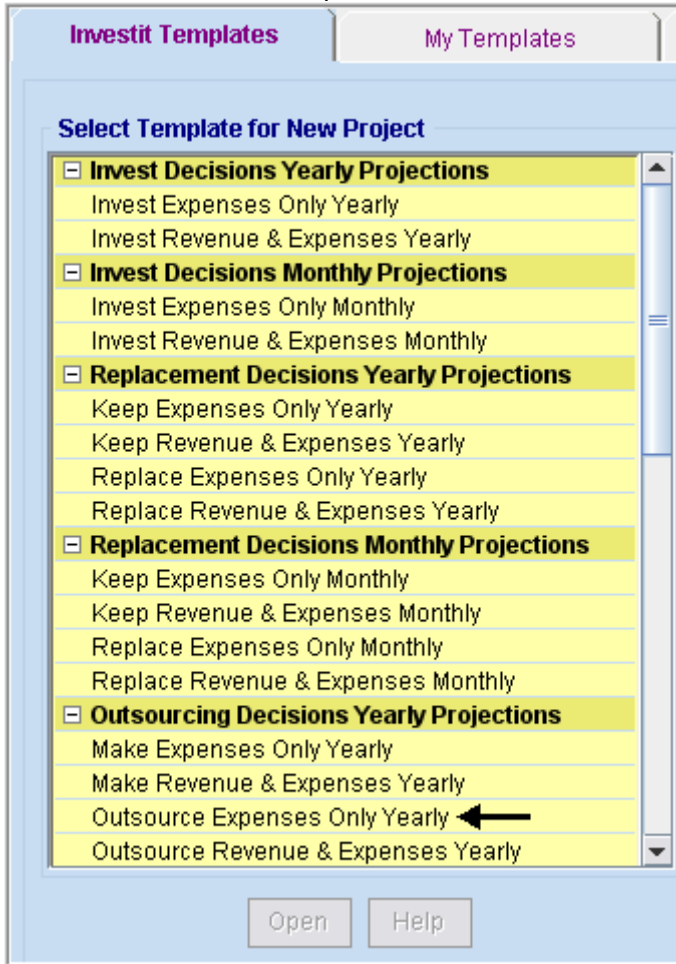 Investit Templates
My Templates
Select Template for New Project
Invest Decisions Yearly Projections
Invest Expenses Only Yearly
Invest Revenue & Expenses Yearly
Invest Decisions Monthly Projections
Invest Expenses Only Monthly
Invest Revenue & Expenses Monthly
Replacement Decisions Yearly Projections
Keep Expenses Only Yearly
Keep Revenue & Expenses Yearly
Replace Expenses Only Yearly
Replace Revenue & Expenses Yearly
Replacement Decisions Monthly Projections
Keep Expenses Only Monthly
Keep Revenue & Expenses Monthly
Replace Expenses Only Monthly
Replace Revenue & Expenses Monthly
Outsourcing Decisions Yearly Projections
Make Expenses Only Yearly
Make Revenue & Expenses Yearly
Outsource Expenses Only Yearly
Outsource Revenue & Expenses Yearly
Open
Help